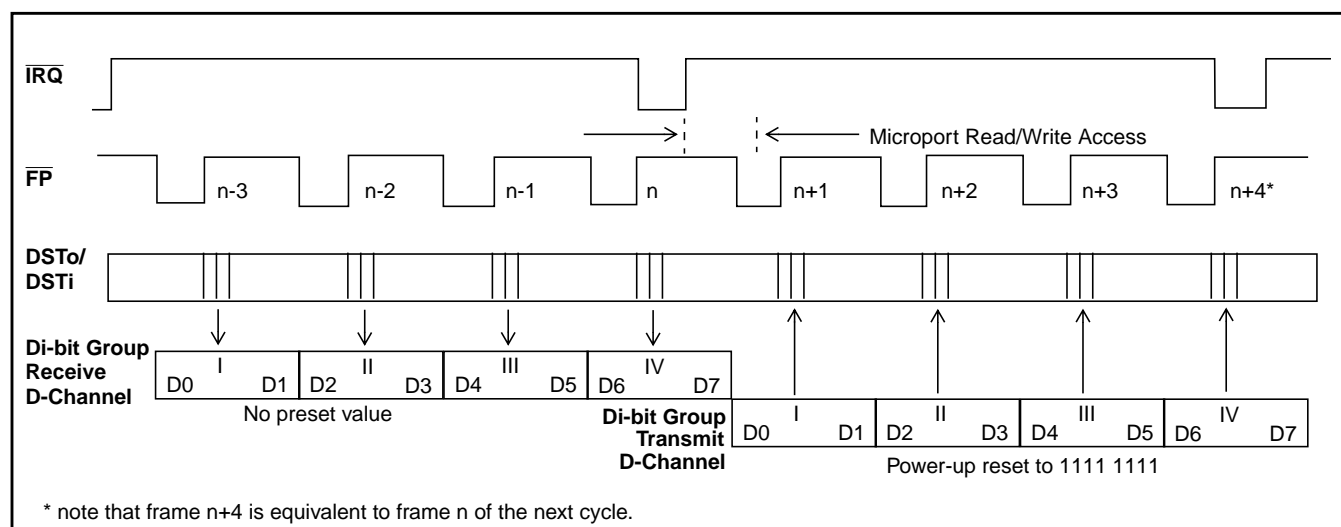 IRQ
Microport Read/Write Access
FP
n-3 n-2 n-1 n n+1 n+2 n+3 n+4*
DSTo/
DSTi
Di-bit Group
Receive
D-Channel
I II III IV
D0 D1 D2 D3 D4 D5 D6 D7
No preset value
Di-bit Group
Transmit
D-Channel
I II III IV
D0 D1 D2 D3 D4 D5 D6 D7
Power-up reset to 1111 1111
* note that frame n+4 is equivalent to frame n of the next cycle.